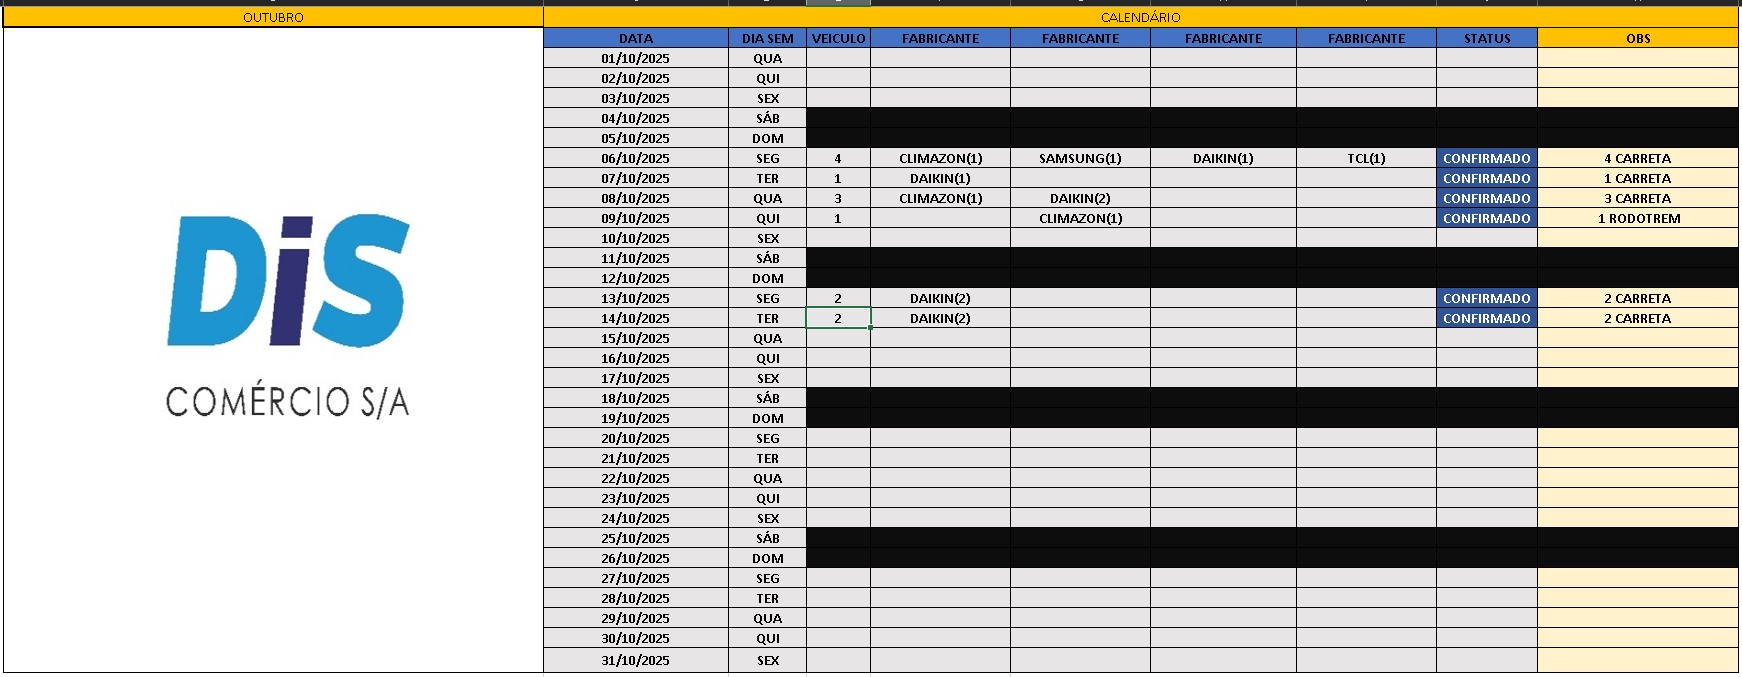 OUTUBRO CALENDÁRIO
DATA DIA SEM VEICULO FABRICANTE FABRICANTE FABRICANTE FABRICANTE STATUS OBS
01/10/2025 QUA
02/10/2025 QUI
03/10/2025 SEX
04/10/2025 SÁB
05/10/2025 DOM
06/10/2025 SEG 4 CLIMAZON(1) SAMSUNG(1) DAIKIN(1) TCL(1) CONFIRMADO 4 CARRETA
07/10/2025 TER 1 DAIKIN(1) CONFIRMADO 1 CARRETA
08/10/2025 QUA 3 CLIMAZON(1) DAIKIN(2) CONFIRMADO 3 CARRETA
09/10/2025 QUI 1 CLIMAZON(1) CONFIRMADO 1 RODOTREM
10/10/2025 SEX
11/10/2025 SÁB
12/10/2025 DOM
13/10/2025 SEG 2 DAIKIN(2) CONFIRMADO 2 CARRETA
14/10/2025 TER 2 DAIKIN(2) CONFIRMADO 2 CARRETA
15/10/2025 QUA
16/10/2025 QUI
17/10/2025 SEX
18/10/2025 SÁB
19/10/2025 DOM
20/10/2025 SEG
21/10/2025 TER
22/10/2025 QUA
23/10/2025 QUI
24/10/2025 SEX
25/10/2025 SÁB
26/10/2025 DOM
27/10/2025 SEG
28/10/2025 TER
29/10/2025 QUA
30/10/2025 QUI
31/10/2025 SEX
DiS
COMÉRCIO S/A